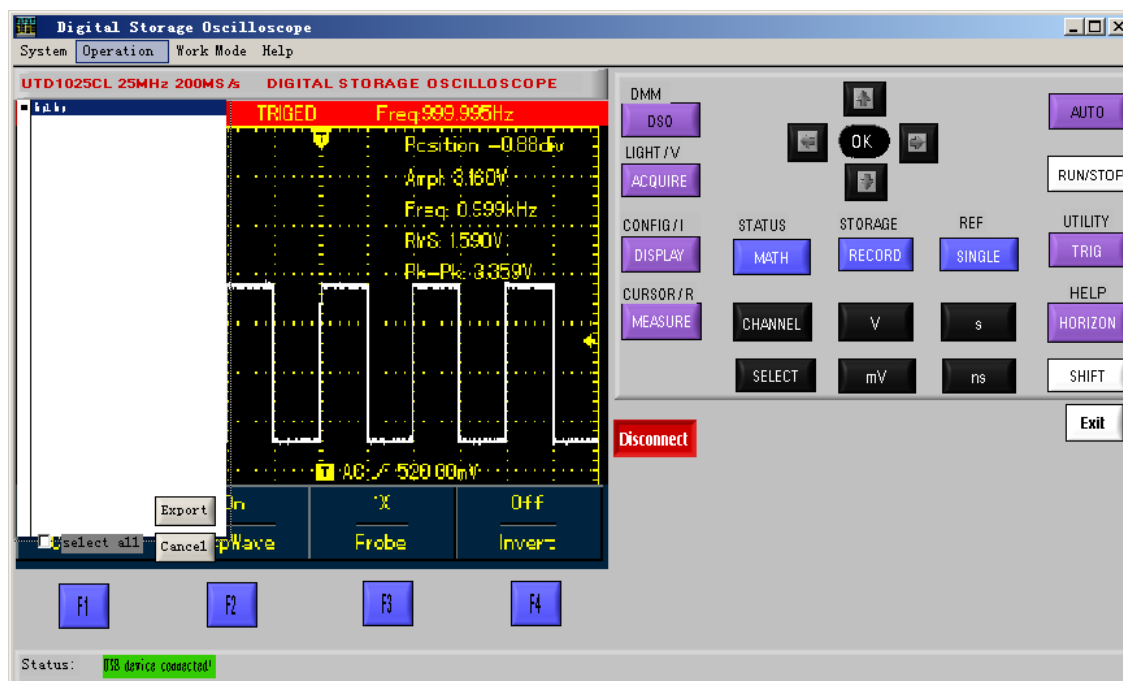 Digital Storage Oscilloscope
System Operation Work Mode Help
UTD1025CL 25MHz 200MS/s DIGITAL STORAGE OSCILLOSCOPE
TRIGED Freq:999.995Hz
T
Position -0.88div
Ampl: 3.160V
Freq: 0.999kHz
RMS: 1.590V
Pk-Pk: 3.359V
T AC 520.00mV
On 1X Off
Probe Invert
Export
select all
Cancel
F1 F2 F3 F4
DMM
DSO
LIGHT/V
ACQUIRE
CONFIG/I
DISPLAY
CURSOR/R
MEASURE
OK
STATUS STORAGE REF
MATH RECORD SINGLE
CHANNEL V s
SELECT mV ns
AUTO
RUN/STOP
UTILITY
TRIG
HELP
HORIZON
SHIFT
Exit
Disconnect
Status: USB device connected!